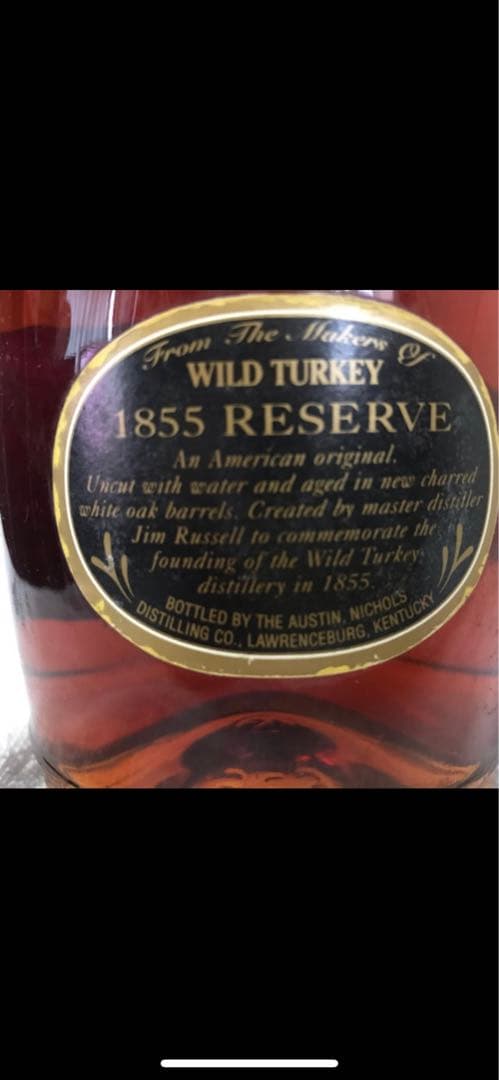 From The Makers Of
WILD TURKEY
1855 RESERVE
An American original.
Uncut with water and aged in new charred
white oak barrels. Created by master distiller
Jim Russell to commemorate the
founding of the Wild Turkey
distillery in 1855.
BOTTLED BY THE AUSTIN, NICHOLS
DISTILLING CO., LAWRENCEBURG, KENTUCKY